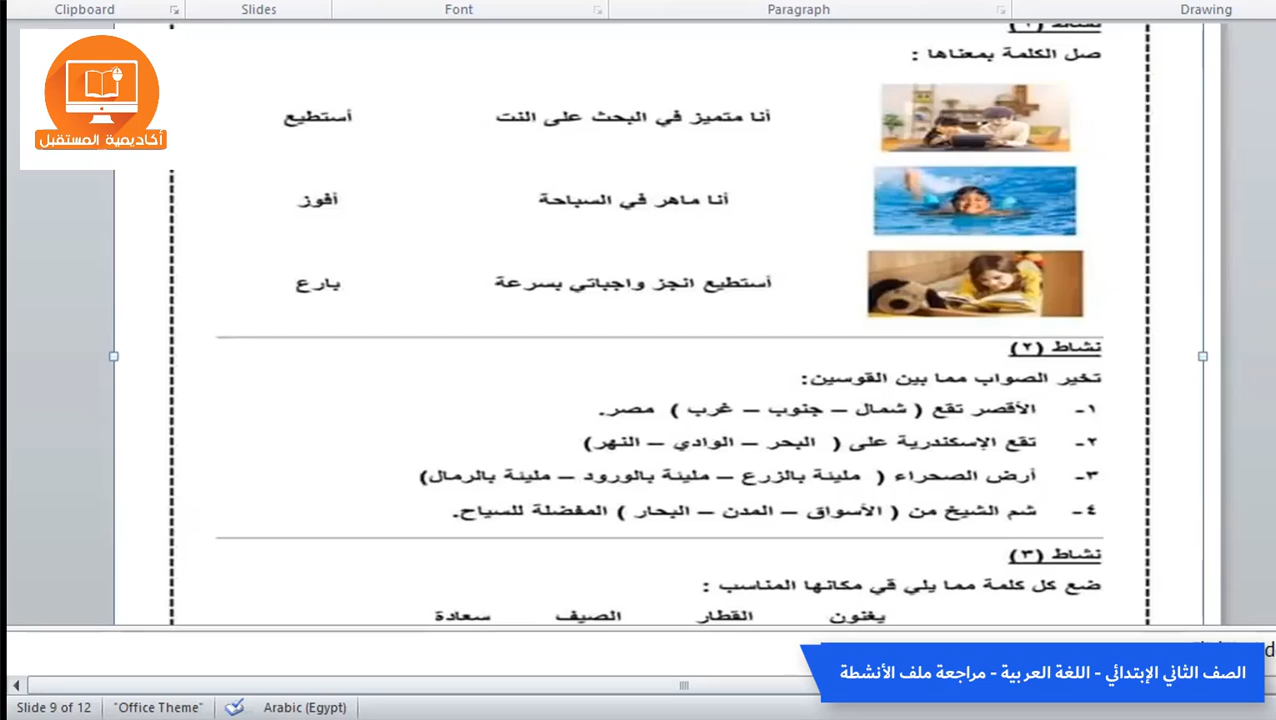 Clipboard Slides Font Paragraph Drawing
نشاط (١)
صل الكلمة بمعناها :
أكاديمية المستقبل
أنا متميز في البحث على النت أستطيع
أنا ماهر في السباحة أفوز
أستطيع انجز واجباتي بسرعة بارع
نشاط (٢)
تخير الصواب مما بين القوسين:
١- الأقصر تقع ( شمال – جنوب – غرب ) مصر.
٢- تقع الإسكندرية على ( البحر – الوادي – النهر)
٣- أرض الصحراء ( مليئة بالزرع – مليئة بالورود – مليئة بالرمال)
٤- شم الشيخ من ( الأسواق – المدن – البحار ) المفضلة للسياح.
نشاط (٣)
ضع كل كلمة مما يلي في مكانها المناسب :
يغنون القطار الصيف سعادة
الصف الثاني الإبتدائي - اللغة العربية - مراجعة ملف الأنشطة
Slide 9 of 12 "Office Theme" Arabic (Egypt)